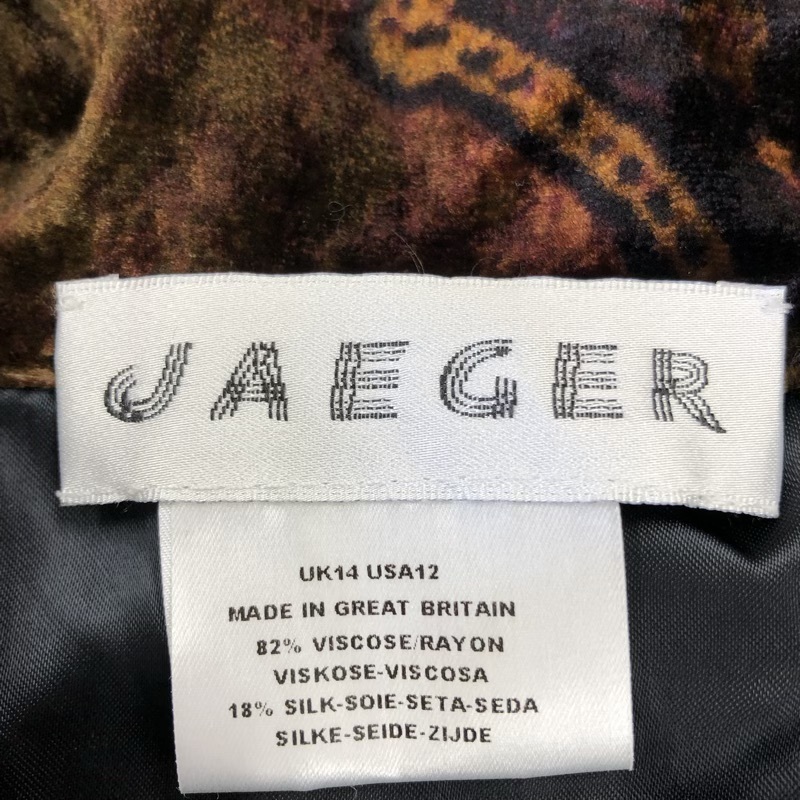 JAEGER
UK14 USA12
MADE IN GREAT BRITAIN
82% VISCOSE/RAYON
VISKOSE-VISCOSA
18% SILK-SOIE-SETA-SEDA
SILKE-SEIDE-ZIJDE